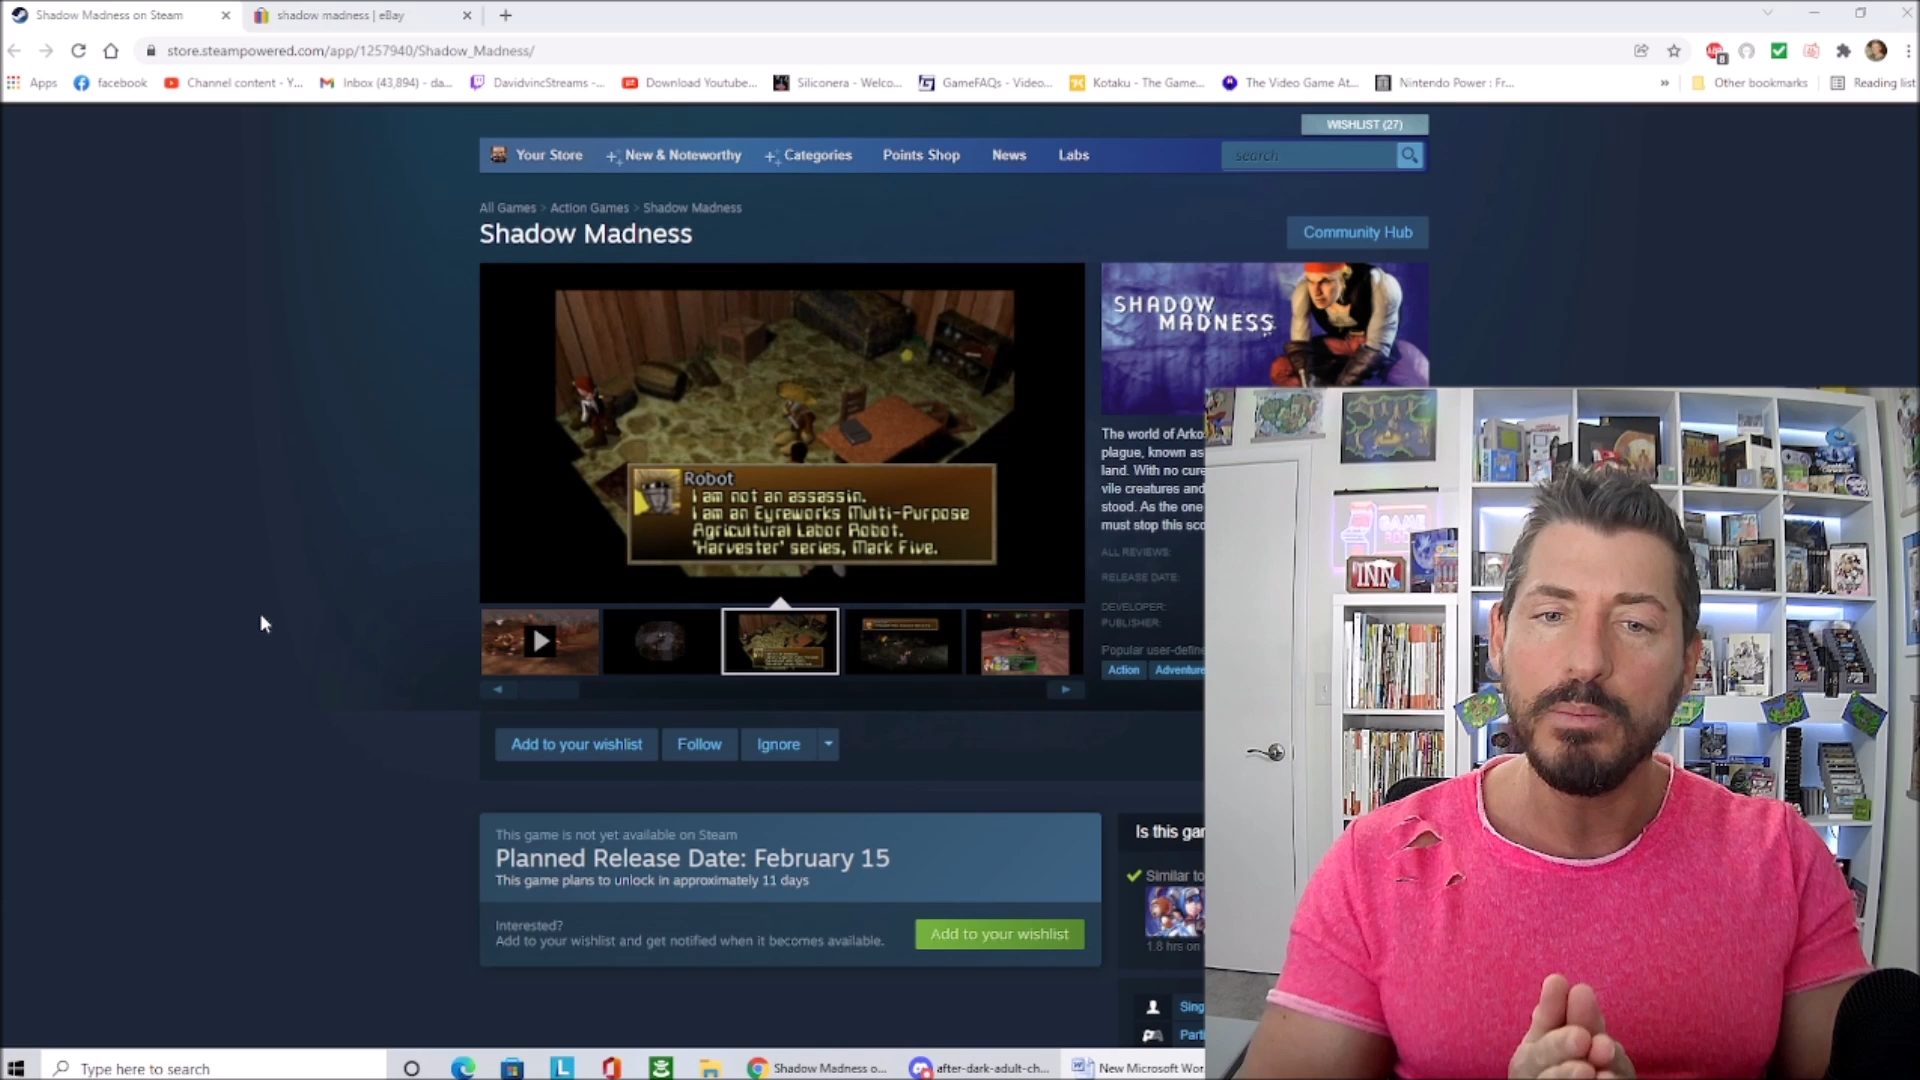 Shadow Madness on Steam
shadow madness | eBay
store.steampowered.com/app/1257940/Shadow_Madness/
Apps
facebook
Channel content - Y...
Inbox (43,894) - da...
DavidvincStreams -...
Download Youtube...
Siliconera - Welco...
GameFAQs - Video...
Kotaku - The Game...
The Video Game At...
Nintendo Power : Fr...
»
Other bookmarks
Reading list
WISHLIST (27)
Your Store
New & Noteworthy
Categories
Points Shop
News
Labs
search
All Games > Action Games > Shadow Madness
Shadow Madness
Community Hub
SHADOW
MADNESS
Robot
I am not an assassin.
I am an Eyreworks Multi-Purpose
Agricultural Labor Robot.
'Harvester' series, Mark Five.
The world of Arko
plague, known as
land. With no cure
vile creatures and
stood. As the one
must stop this sco
ALL REVIEWS:
RELEASE DATE:
DEVELOPER:
PUBLISHER:
Popular user-define
Action
Adventure
GAME
INN
Add to your wishlist
Follow
Ignore
This game is not yet available on Steam
Planned Release Date: February 15
This game plans to unlock in approximately 11 days
Interested?
Add to your wishlist and get notified when it becomes available.
Add to your wishlist
Is this gam
Similar to
1.8 hrs on
Sing
Parti
Type here to search
Shadow Madness o...
after-dark-adult-ch...
New Microsoft Wor